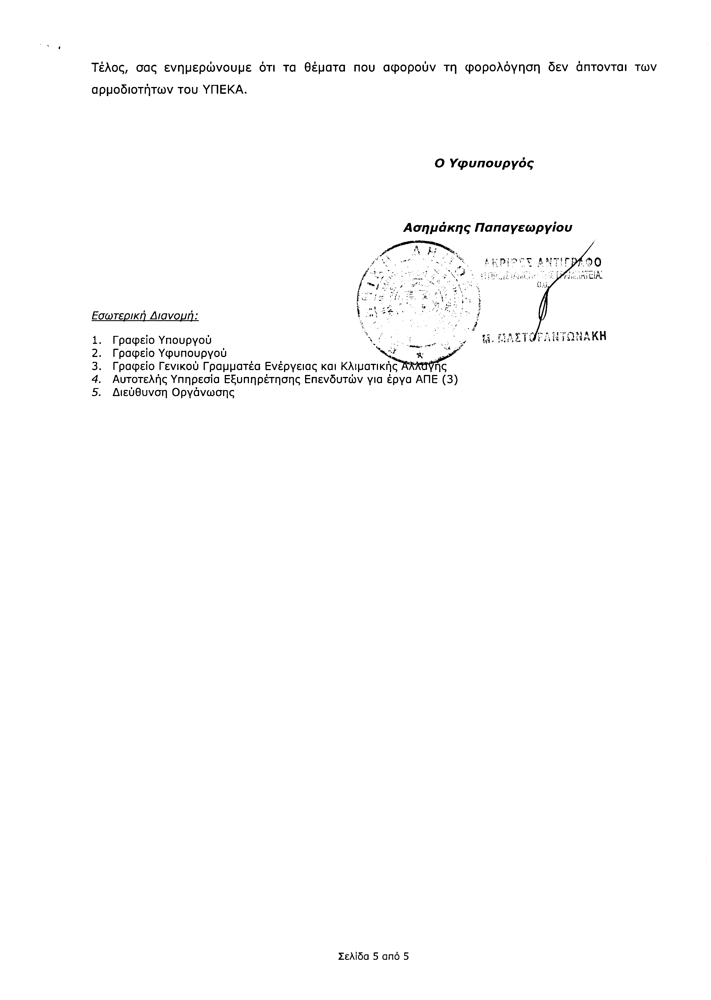 Τέλος, σας ενημερώνουμε ότι τα θέματα που αφορούν τη φορολόγηση δεν άπτονται των
αρμοδιοτήτων του ΥΠΕΚΑ.
Ο Υφυπουργός
Ασημάκης Παπαγεωργίου
ΑΚΡΙΒΕΣ ΑΝΤΙΓΡΑΦΟ
Μ. ΜΑΣΤΟΡΑΝΤΩΝΑΚΗ
Εσωτερική Διανομή:
1. Γραφείο Υπουργού
2. Γραφείο Υφυπουργού
3. Γραφείο Γενικού Γραμματέα Ενέργειας και Κλιματικής Αλλαγής
4. Αυτοτελής Υπηρεσία Εξυπηρέτησης Επενδυτών για έργα ΑΠΕ (3)
5. Διεύθυνση Οργάνωσης
Σελίδα 5 από 5